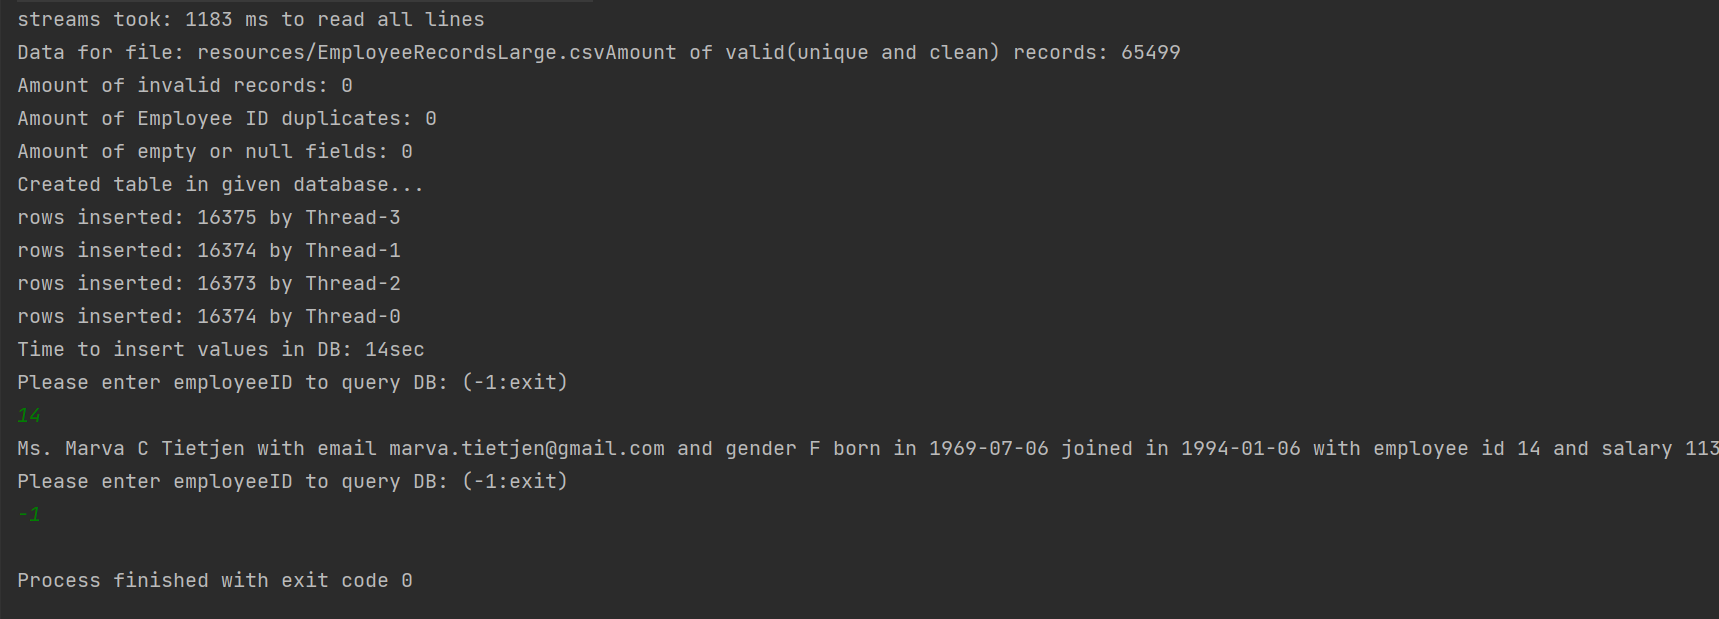 streams took: 1183 ms to read all lines
Data for file: resources/EmployeeRecordsLarge.csvAmount of valid(unique and clean) records: 65499
Amount of invalid records: 0
Amount of Employee ID duplicates: 0
Amount of empty or null fields: 0
Created table in given database...
rows inserted: 16375 by Thread-3
rows inserted: 16374 by Thread-1
rows inserted: 16373 by Thread-2
rows inserted: 16374 by Thread-0
Time to insert values in DB: 14sec
Please enter employeeID to query DB: (-1:exit)
14
Ms. Marva C Tietjen with email marva.tietjen@gmail.com and gender F born in 1969-07-06 joined in 1994-01-06 with employee id 14 and salary 113
Please enter employeeID to query DB: (-1:exit)
-1
Process finished with exit code 0